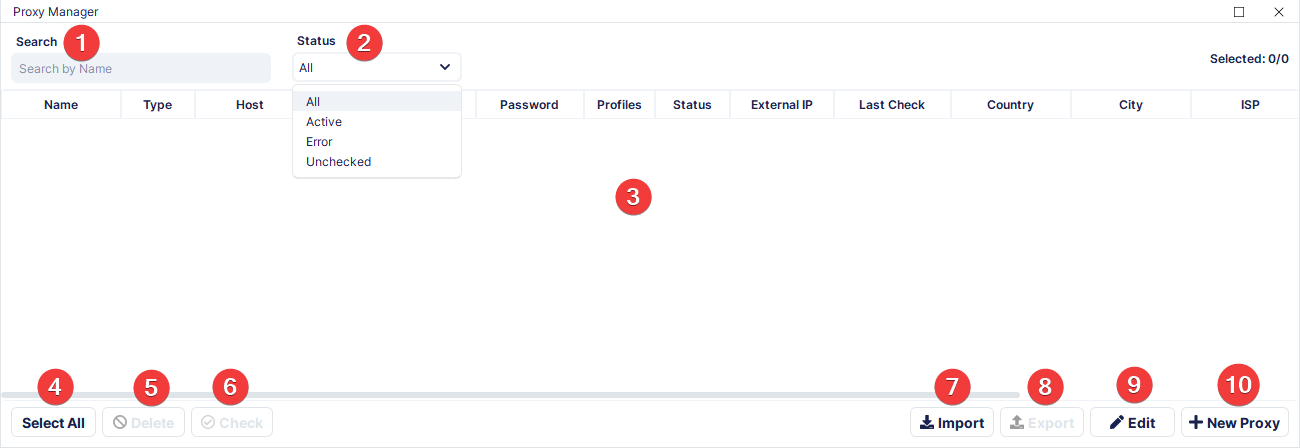 Proxy Manager
Search 1 Status 2
Search by Name All Selected: 0/0
Name Type Host Password Profiles Status External IP Last Check Country City ISP
All
Active
Error
Unchecked
3
4 5 6 7 8 9 10
Select All Delete Check Import Export Edit New Proxy